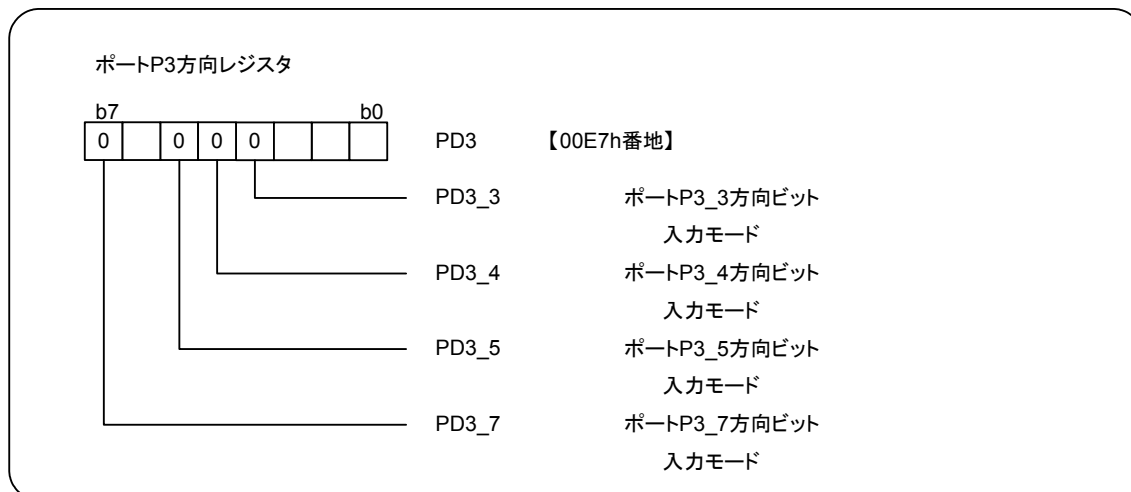 ポートP3方向レジスタ
b7 b0
0 0 0 0 PD3 【00E7h番地】
PD3_3 ポートP3_3方向ビット
入力モード
PD3_4 ポートP3_4方向ビット
入力モード
PD3_5 ポートP3_5方向ビット
入力モード
PD3_7 ポートP3_7方向ビット
入力モード